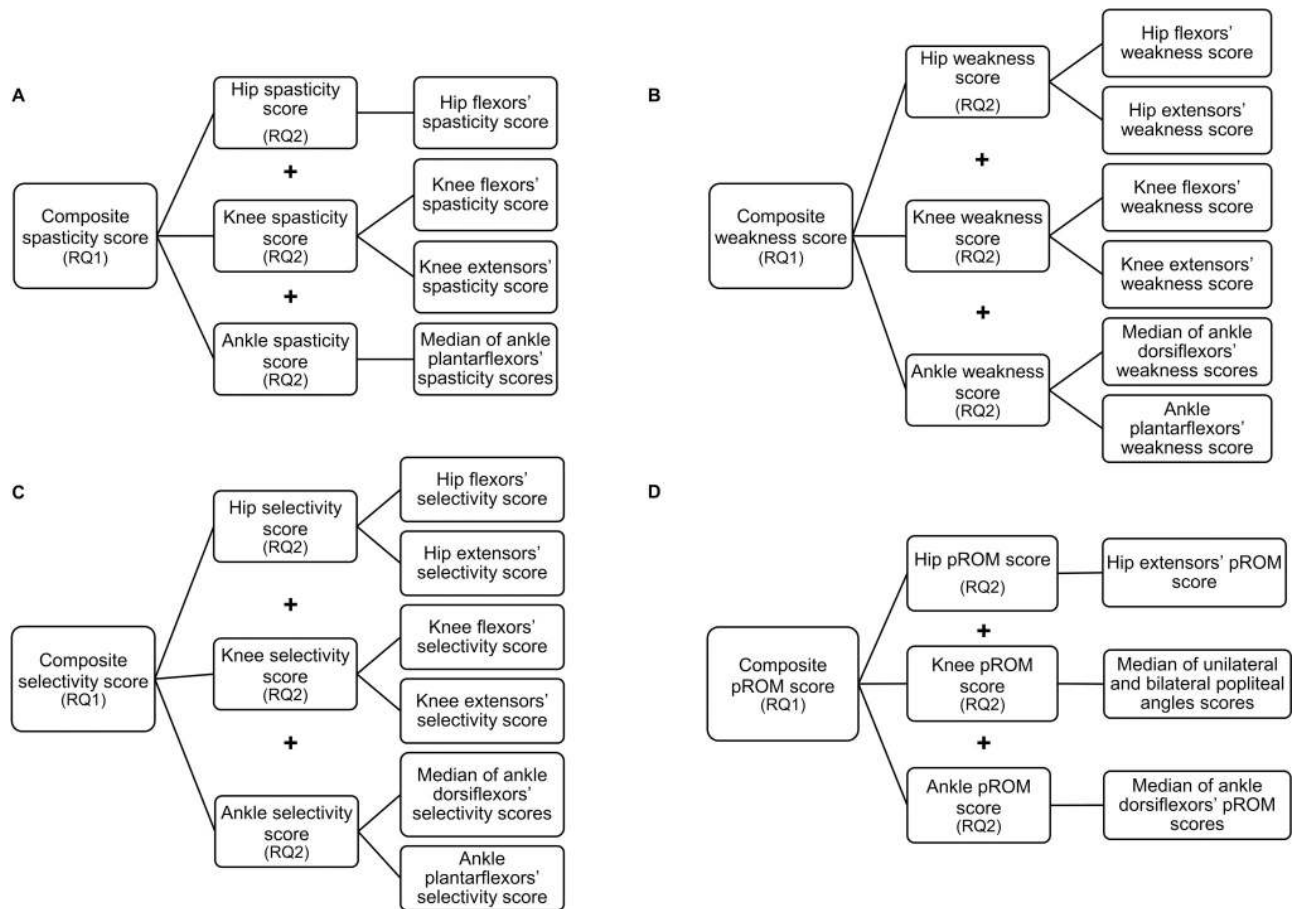 A
Composite
spasticity score
(RQ1)
Hip spasticity
score
(RQ2)
+
Knee spasticity
score
(RQ2)
+
Ankle spasticity
score
(RQ2)
Hip flexors’
spasticity score
Knee flexors’
spasticity score
Knee extensors’
spasticity score
Median of ankle
plantarflexors’
spasticity scores
B
Composite
weakness score
(RQ1)
Hip weakness
score
(RQ2)
+
Knee weakness
score
(RQ2)
+
Ankle weakness
score
(RQ2)
Hip flexors’
weakness score
Hip extensors’
weakness score
Knee flexors’
weakness score
Knee extensors’
weakness score
Median of ankle
dorsiflexors’
weakness scores
Ankle
plantarflexors’
weakness score
C
Composite
selectivity score
(RQ1)
Hip selectivity
score
(RQ2)
+
Knee selectivity
score
(RQ2)
+
Ankle selectivity
score
(RQ2)
Hip flexors’
selectivity score
Hip extensors’
selectivity score
Knee flexors’
selectivity score
Knee extensors’
selectivity score
Median of ankle
dorsiflexors’
selectivity scores
Ankle
plantarflexors’
selectivity score
D
Composite
pROM score
(RQ1)
Hip pROM score
(RQ2)
+
Knee pROM
score
(RQ2)
+
Ankle pROM
score
(RQ2)
Hip extensors’ pROM
score
Median of unilateral
and bilateral popliteal
angles scores
Median of ankle
dorsiflexors’ pROM
scores